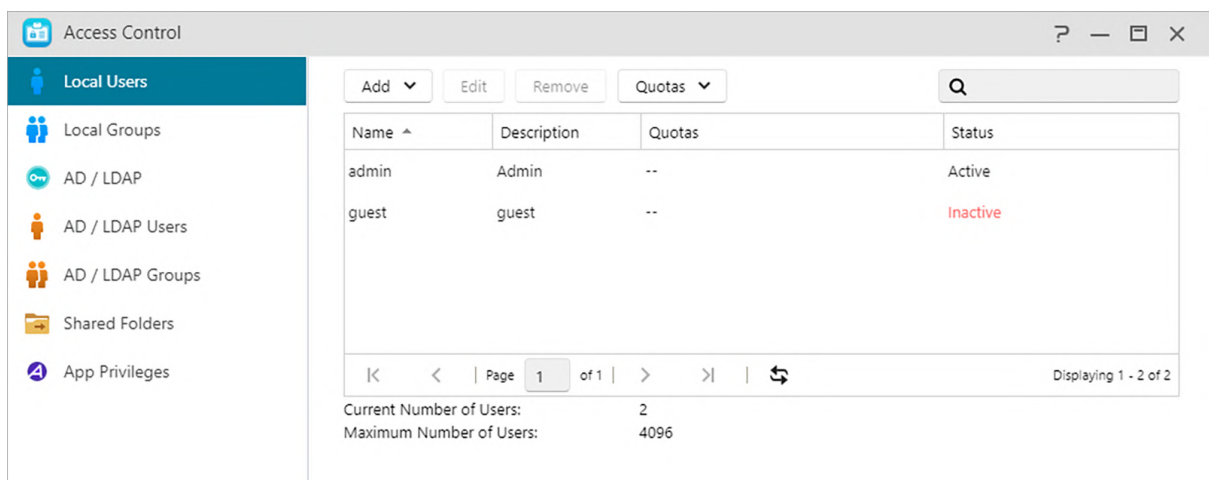 Access Control
Local Users
Local Groups
AD / LDAP
AD / LDAP Users
AD / LDAP Groups
Shared Folders
App Privileges
Add Edit Remove Quotas
Name Description Quotas Status
admin Admin -- Active
guest guest -- Inactive
Page 1 of 1 Displaying 1 - 2 of 2
Current Number of Users: 2
Maximum Number of Users: 4096